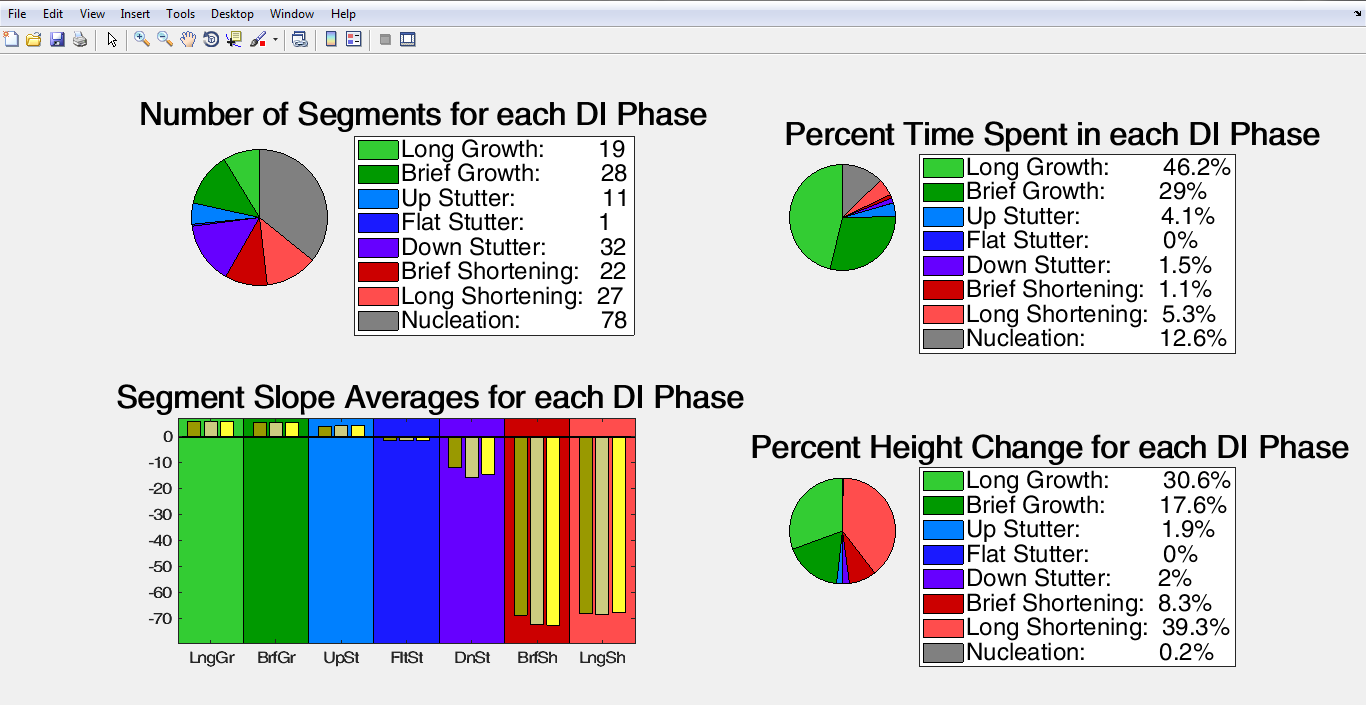 File Edit View Insert Tools Desktop Window Help
Number of Segments for each DI Phase
Long Growth: 19
Brief Growth: 28
Up Stutter: 11
Flat Stutter: 1
Down Stutter: 32
Brief Shortening: 22
Long Shortening: 27
Nucleation: 78
Percent Time Spent in each DI Phase
Long Growth: 46.2%
Brief Growth: 29%
Up Stutter: 4.1%
Flat Stutter: 0%
Down Stutter: 1.5%
Brief Shortening: 1.1%
Long Shortening: 5.3%
Nucleation: 12.6%
Segment Slope Averages for each DI Phase
0
-10
-20
-30
-40
-50
-60
-70
LngGr BrfGr UpSt FltSt DnSt BrfSh LngSh
Percent Height Change for each DI Phase
Long Growth: 30.6%
Brief Growth: 17.6%
Up Stutter: 1.9%
Flat Stutter: 0%
Down Stutter: 2%
Brief Shortening: 8.3%
Long Shortening: 39.3%
Nucleation: 0.2%